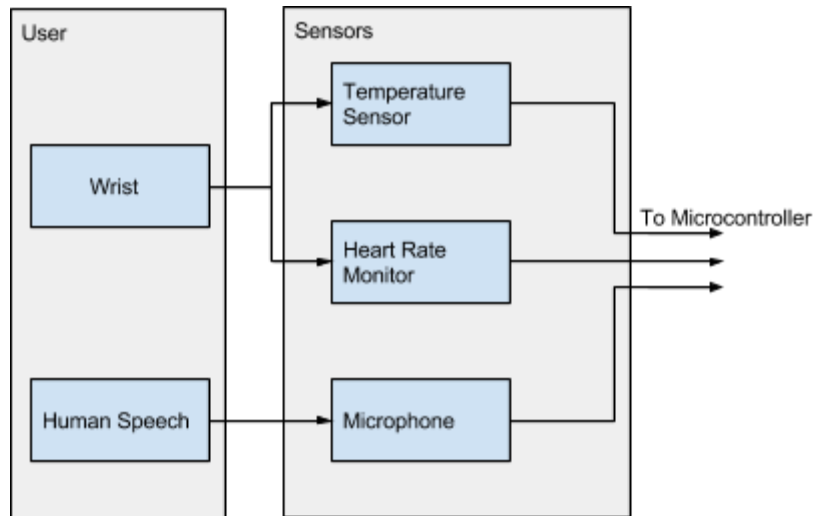 User
Sensors
Temperature
Sensor
Wrist
To Microcontroller
Heart Rate
Monitor
Human Speech
Microphone